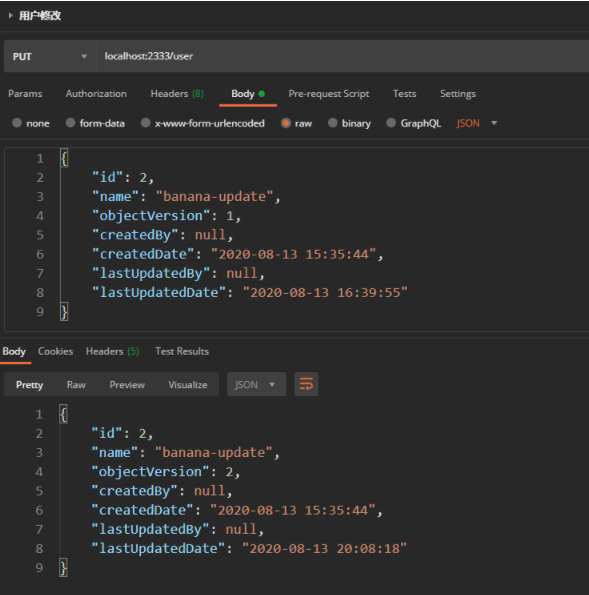 用户修改
PUT localhost:2333/user
Params Authorization Headers (8) Body Pre-request Script Tests Settings
none form-data x-www-form-urlencoded raw binary GraphQL JSON
1 {
2 "id": 2,
3 "name": "banana-update",
4 "objectVersion": 1,
5 "createdBy": null,
6 "createdDate": "2020-08-13 15:35:44",
7 "lastUpdatedBy": null,
8 "lastUpdatedDate": "2020-08-13 16:39:55"
9 }
Body Cookies Headers (5) Test Results
Pretty Raw Preview Visualize JSON
1 {
2 "id": 2,
3 "name": "banana-update",
4 "objectVersion": 2,
5 "createdBy": null,
6 "createdDate": "2020-08-13 15:35:44",
7 "lastUpdatedBy": null,
8 "lastUpdatedDate": "2020-08-13 20:08:18"
9 }